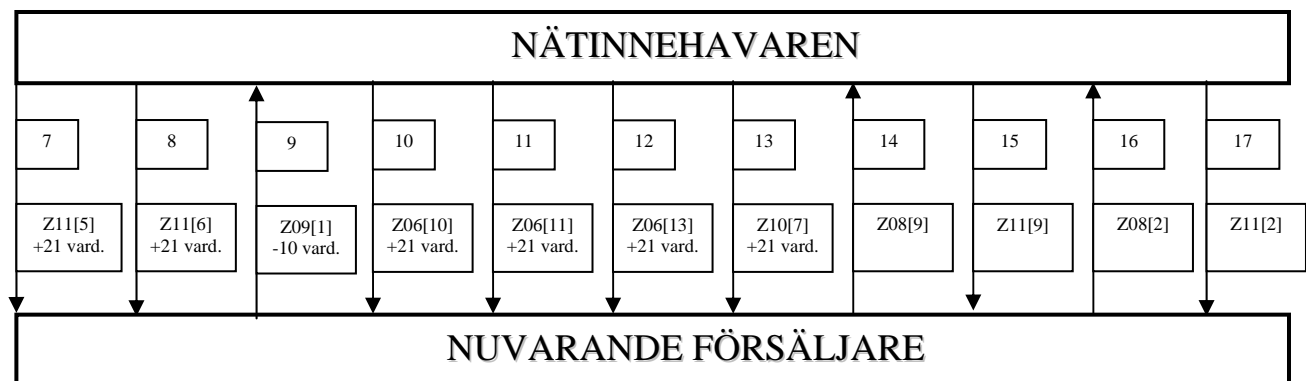 NÄTINNEHAVAREN
7 8 9 10 11 12 13 14 15 16 17
Z11[5] Z11[6] Z09[1] Z06[10] Z06[11] Z06[13] Z10[7] Z08[9] Z11[9] Z08[2] Z11[2]
+21 vard. +21 vard. -10 vard. +21 vard. +21 vard. +21 vard. +21 vard.
NUVARANDE FÖRSÄLJARE